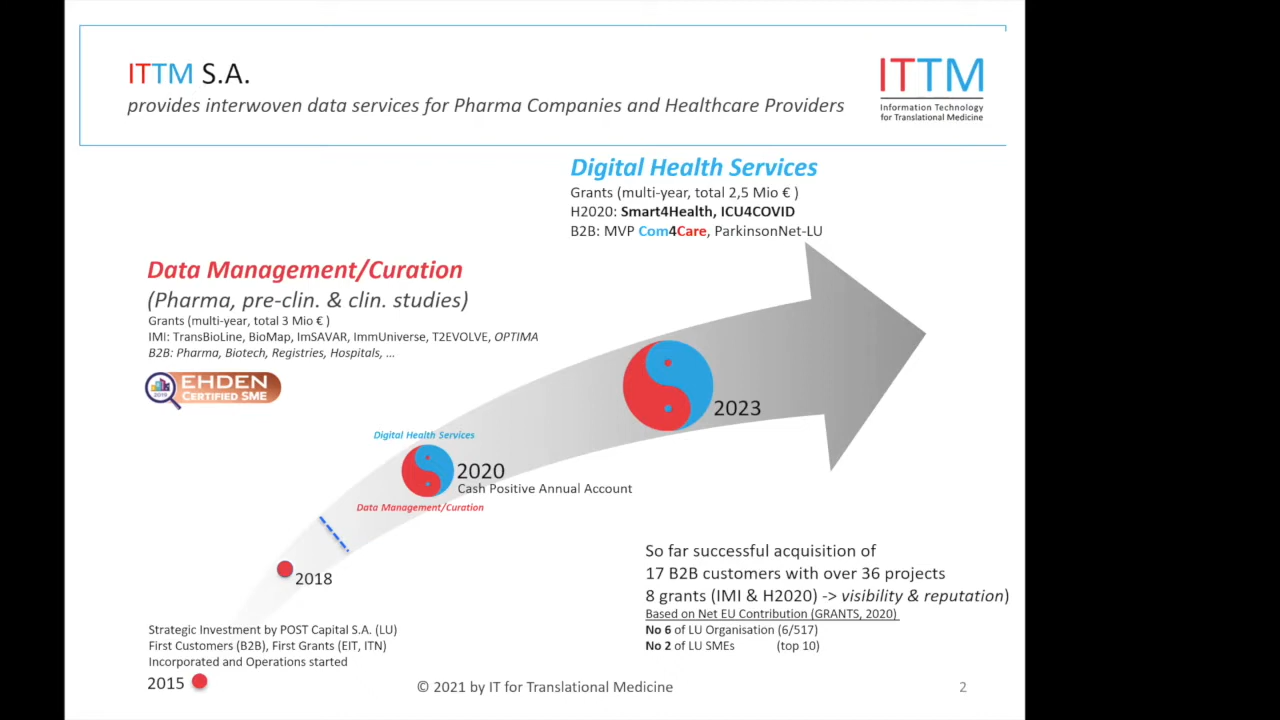 ITTM S.A.
provides interwoven data services for Pharma Companies and Healthcare Providers
ITTM
Information Technology
for Translational Medicine
Digital Health Services
Grants (multi-year, total 2,5 Mio € )
H2020: Smart4Health, ICU4COVID
B2B: MVP Com4Care, ParkinsonNet-LU
Data Management/Curation
(Pharma, pre-clin. & clin. studies)
Grants (multi-year, total 3 Mio € )
IMI: TransBioLine, BioMap, ImSAVAR, ImmUniverse, T2EVOLVE, OPTIMA
B2B: Pharma, Biotech, Registries, Hospitals, ...
2019
EHDEN
CERTIFIED SME
2023
Digital Health Services
2020
Cash Positive Annual Account
Data Management/Curation
2018
So far successful acquisition of
17 B2B customers with over 36 projects
8 grants (IMI & H2020) -> visibility & reputation)
Based on Net EU Contribution (GRANTS, 2020)
No 6 of LU Organisation (6/517)
No 2 of LU SMEs (top 10)
Strategic Investment by POST Capital S.A. (LU)
First Customers (B2B), First Grants (EIT, ITN)
Incorporated and Operations started
2015
© 2021 by IT for Translational Medicine
2